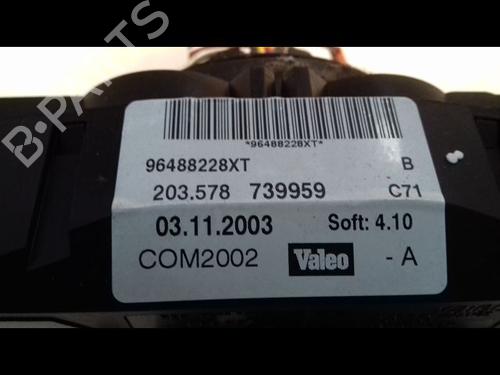 B-PARTS
*96488228XT*
96488228XT B
203.578 739959 C71
03.11.2003 Soft: 4.10
COM2002 Valeo - A